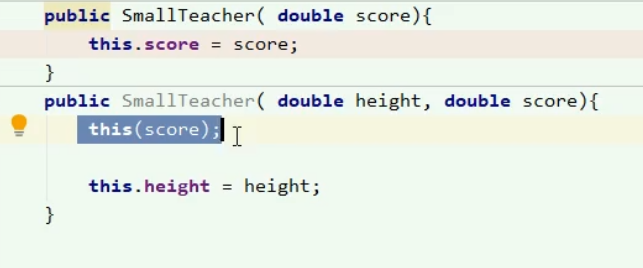 public SmallTeacher( double score){
this.score = score;
}
public SmallTeacher( double height, double score){
this(score);
this.height = height;
}